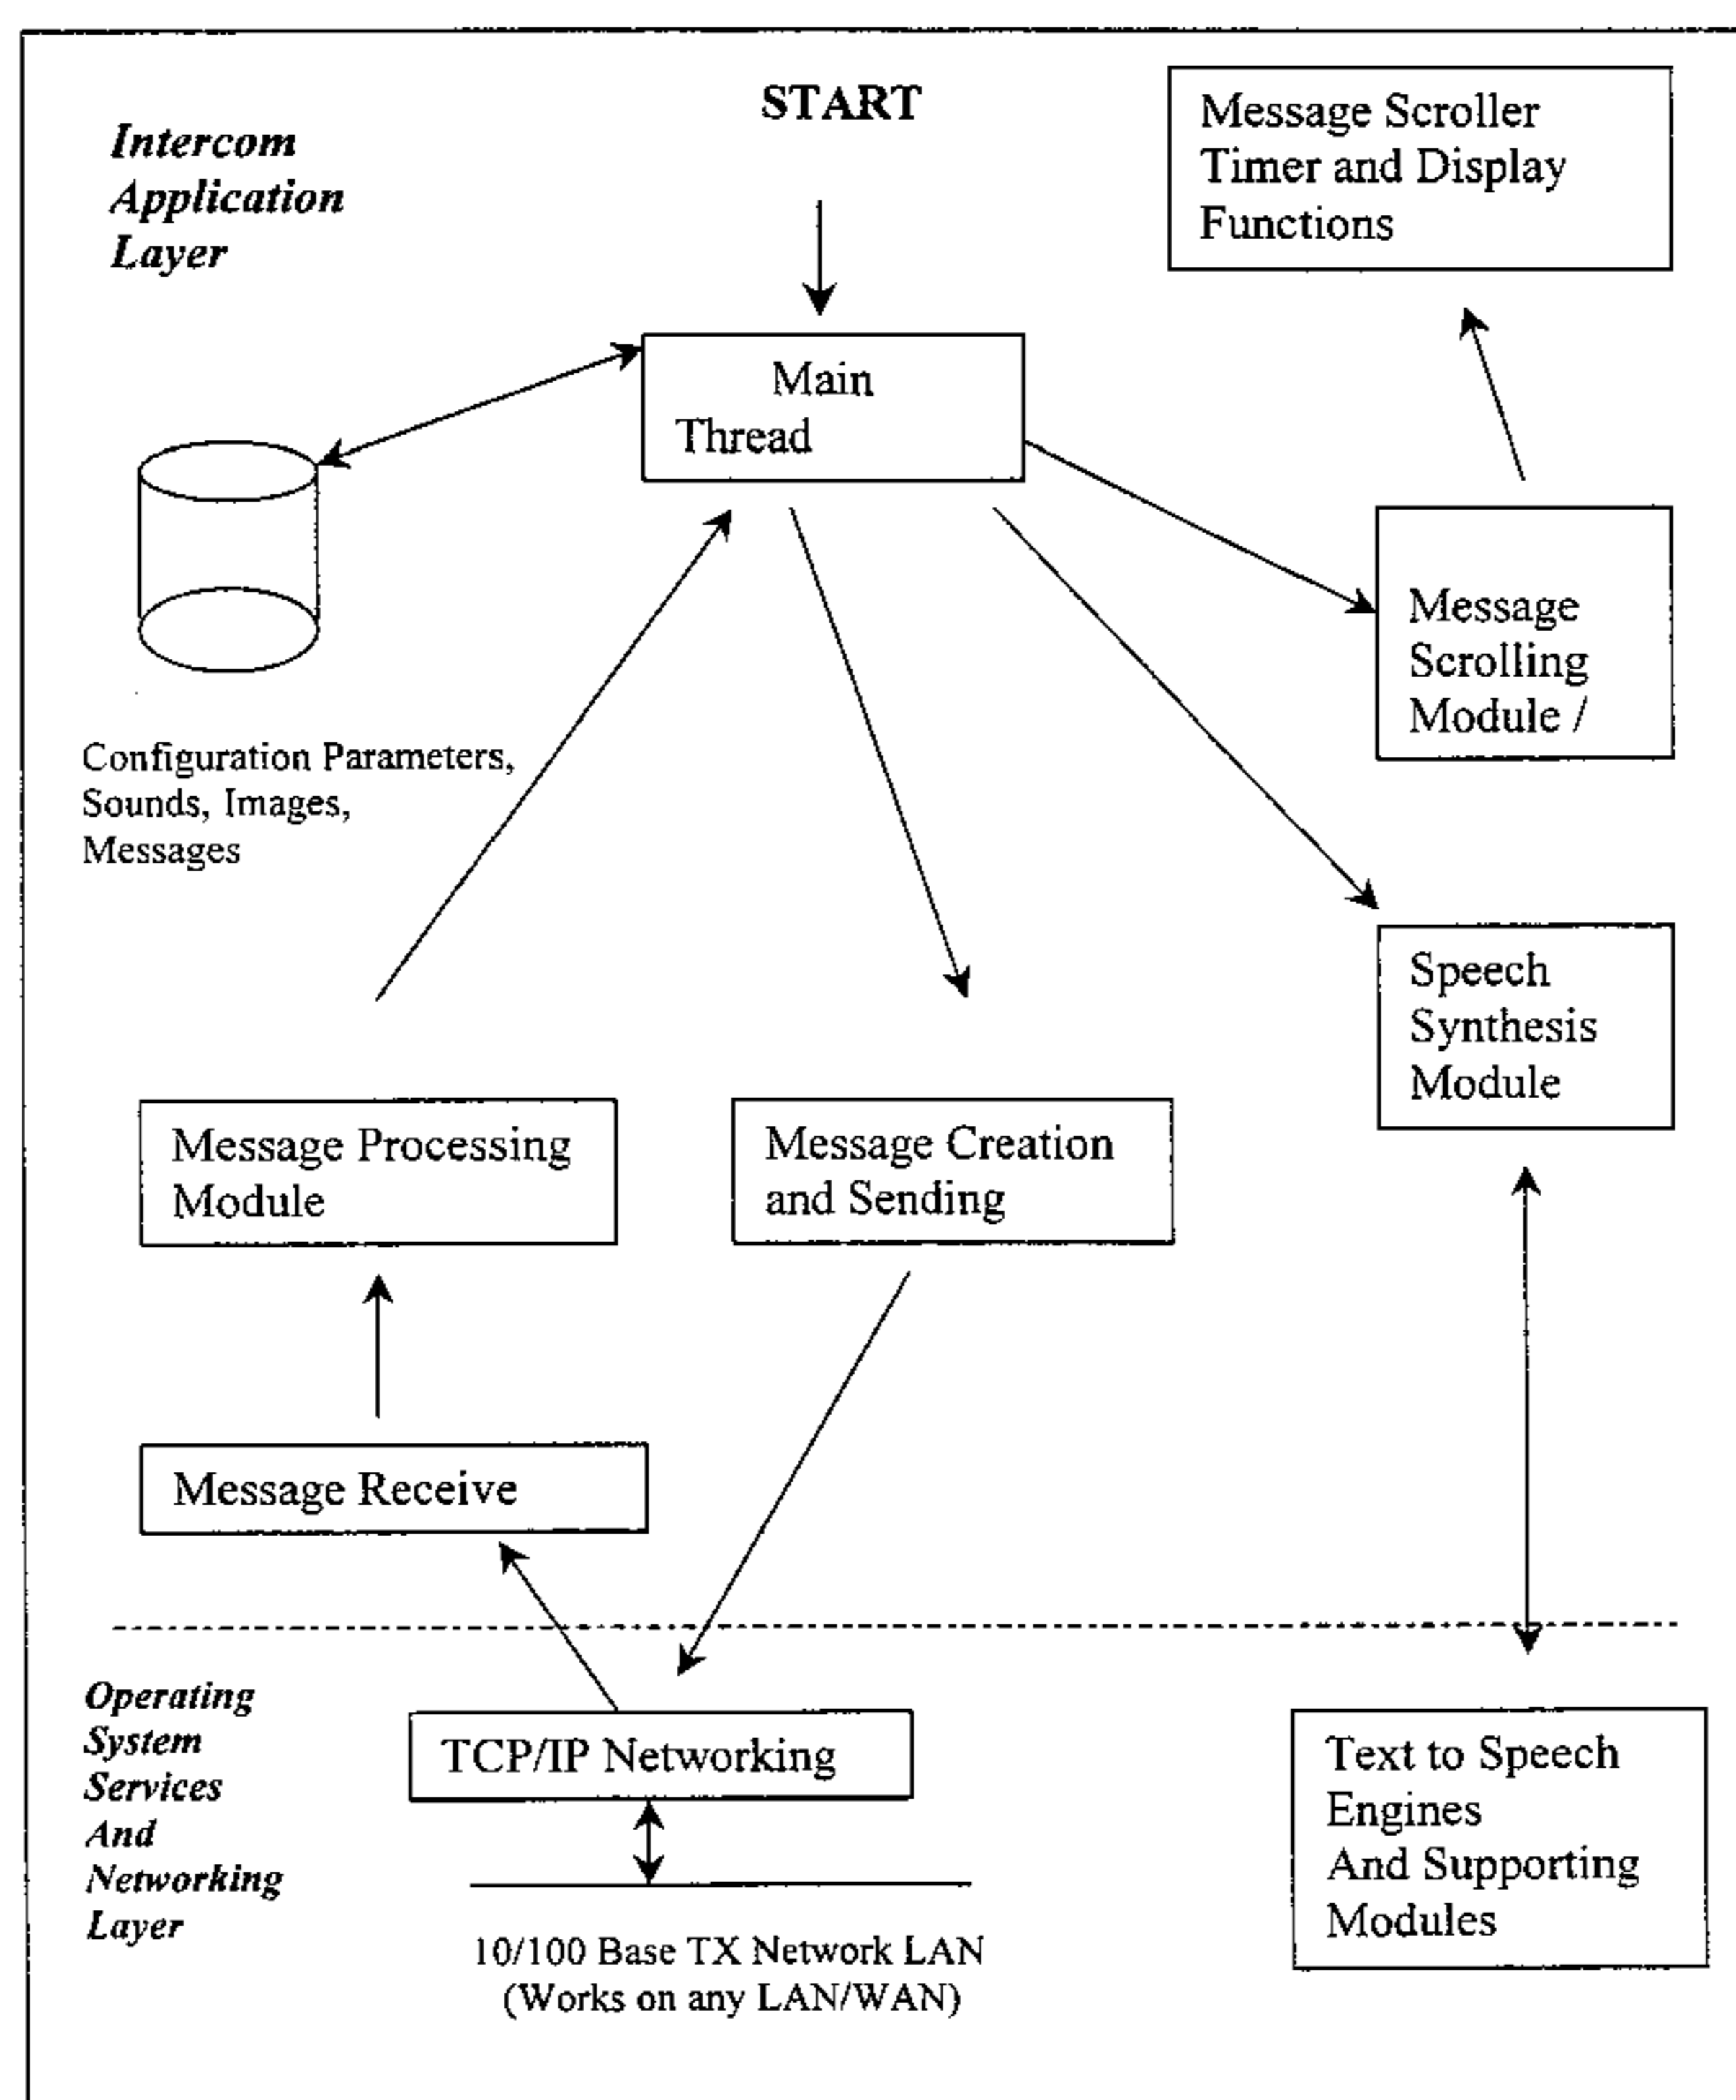 START
Intercom
Application
Layer
Message Scroller
Timer and Display
Functions
Main
Thread
Message
Scrolling
Module /
Configuration Parameters,
Sounds, Images,
Messages
Speech
Synthesis
Module
Message Processing
Module
Message Creation
and Sending
Message Receive
Operating
System
Services
And
Networking
Layer
TCP/IP Networking
10/100 Base TX Network LAN
(Works on any LAN/WAN)
Text to Speech
Engines
And Supporting
Modules